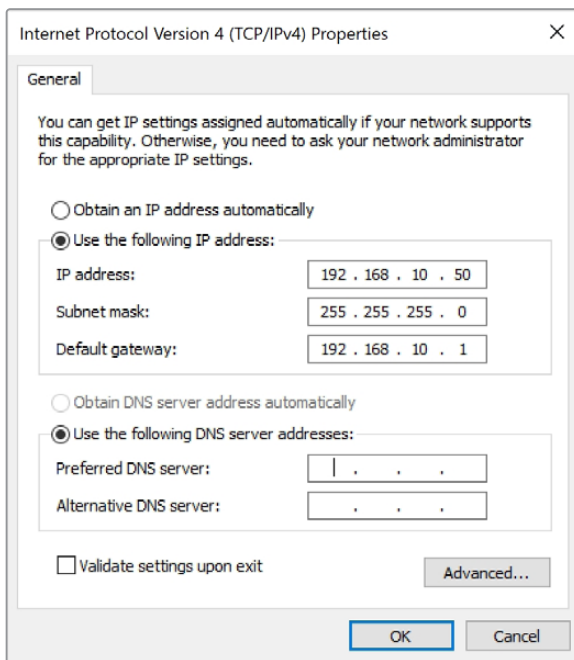 Internet Protocol Version 4 (TCP/IPv4) Properties
General
You can get IP settings assigned automatically if your network supports
this capability. Otherwise, you need to ask your network administrator
for the appropriate IP settings.
Obtain an IP address automatically
Use the following IP address:
IP address: 192 . 168 . 10 . 50
Subnet mask: 255 . 255 . 255 . 0
Default gateway: 192 . 168 . 10 . 1
Obtain DNS server address automatically
Use the following DNS server addresses:
Preferred DNS server: . . .
Alternative DNS server: . . .
Validate settings upon exit
Advanced...
OK Cancel